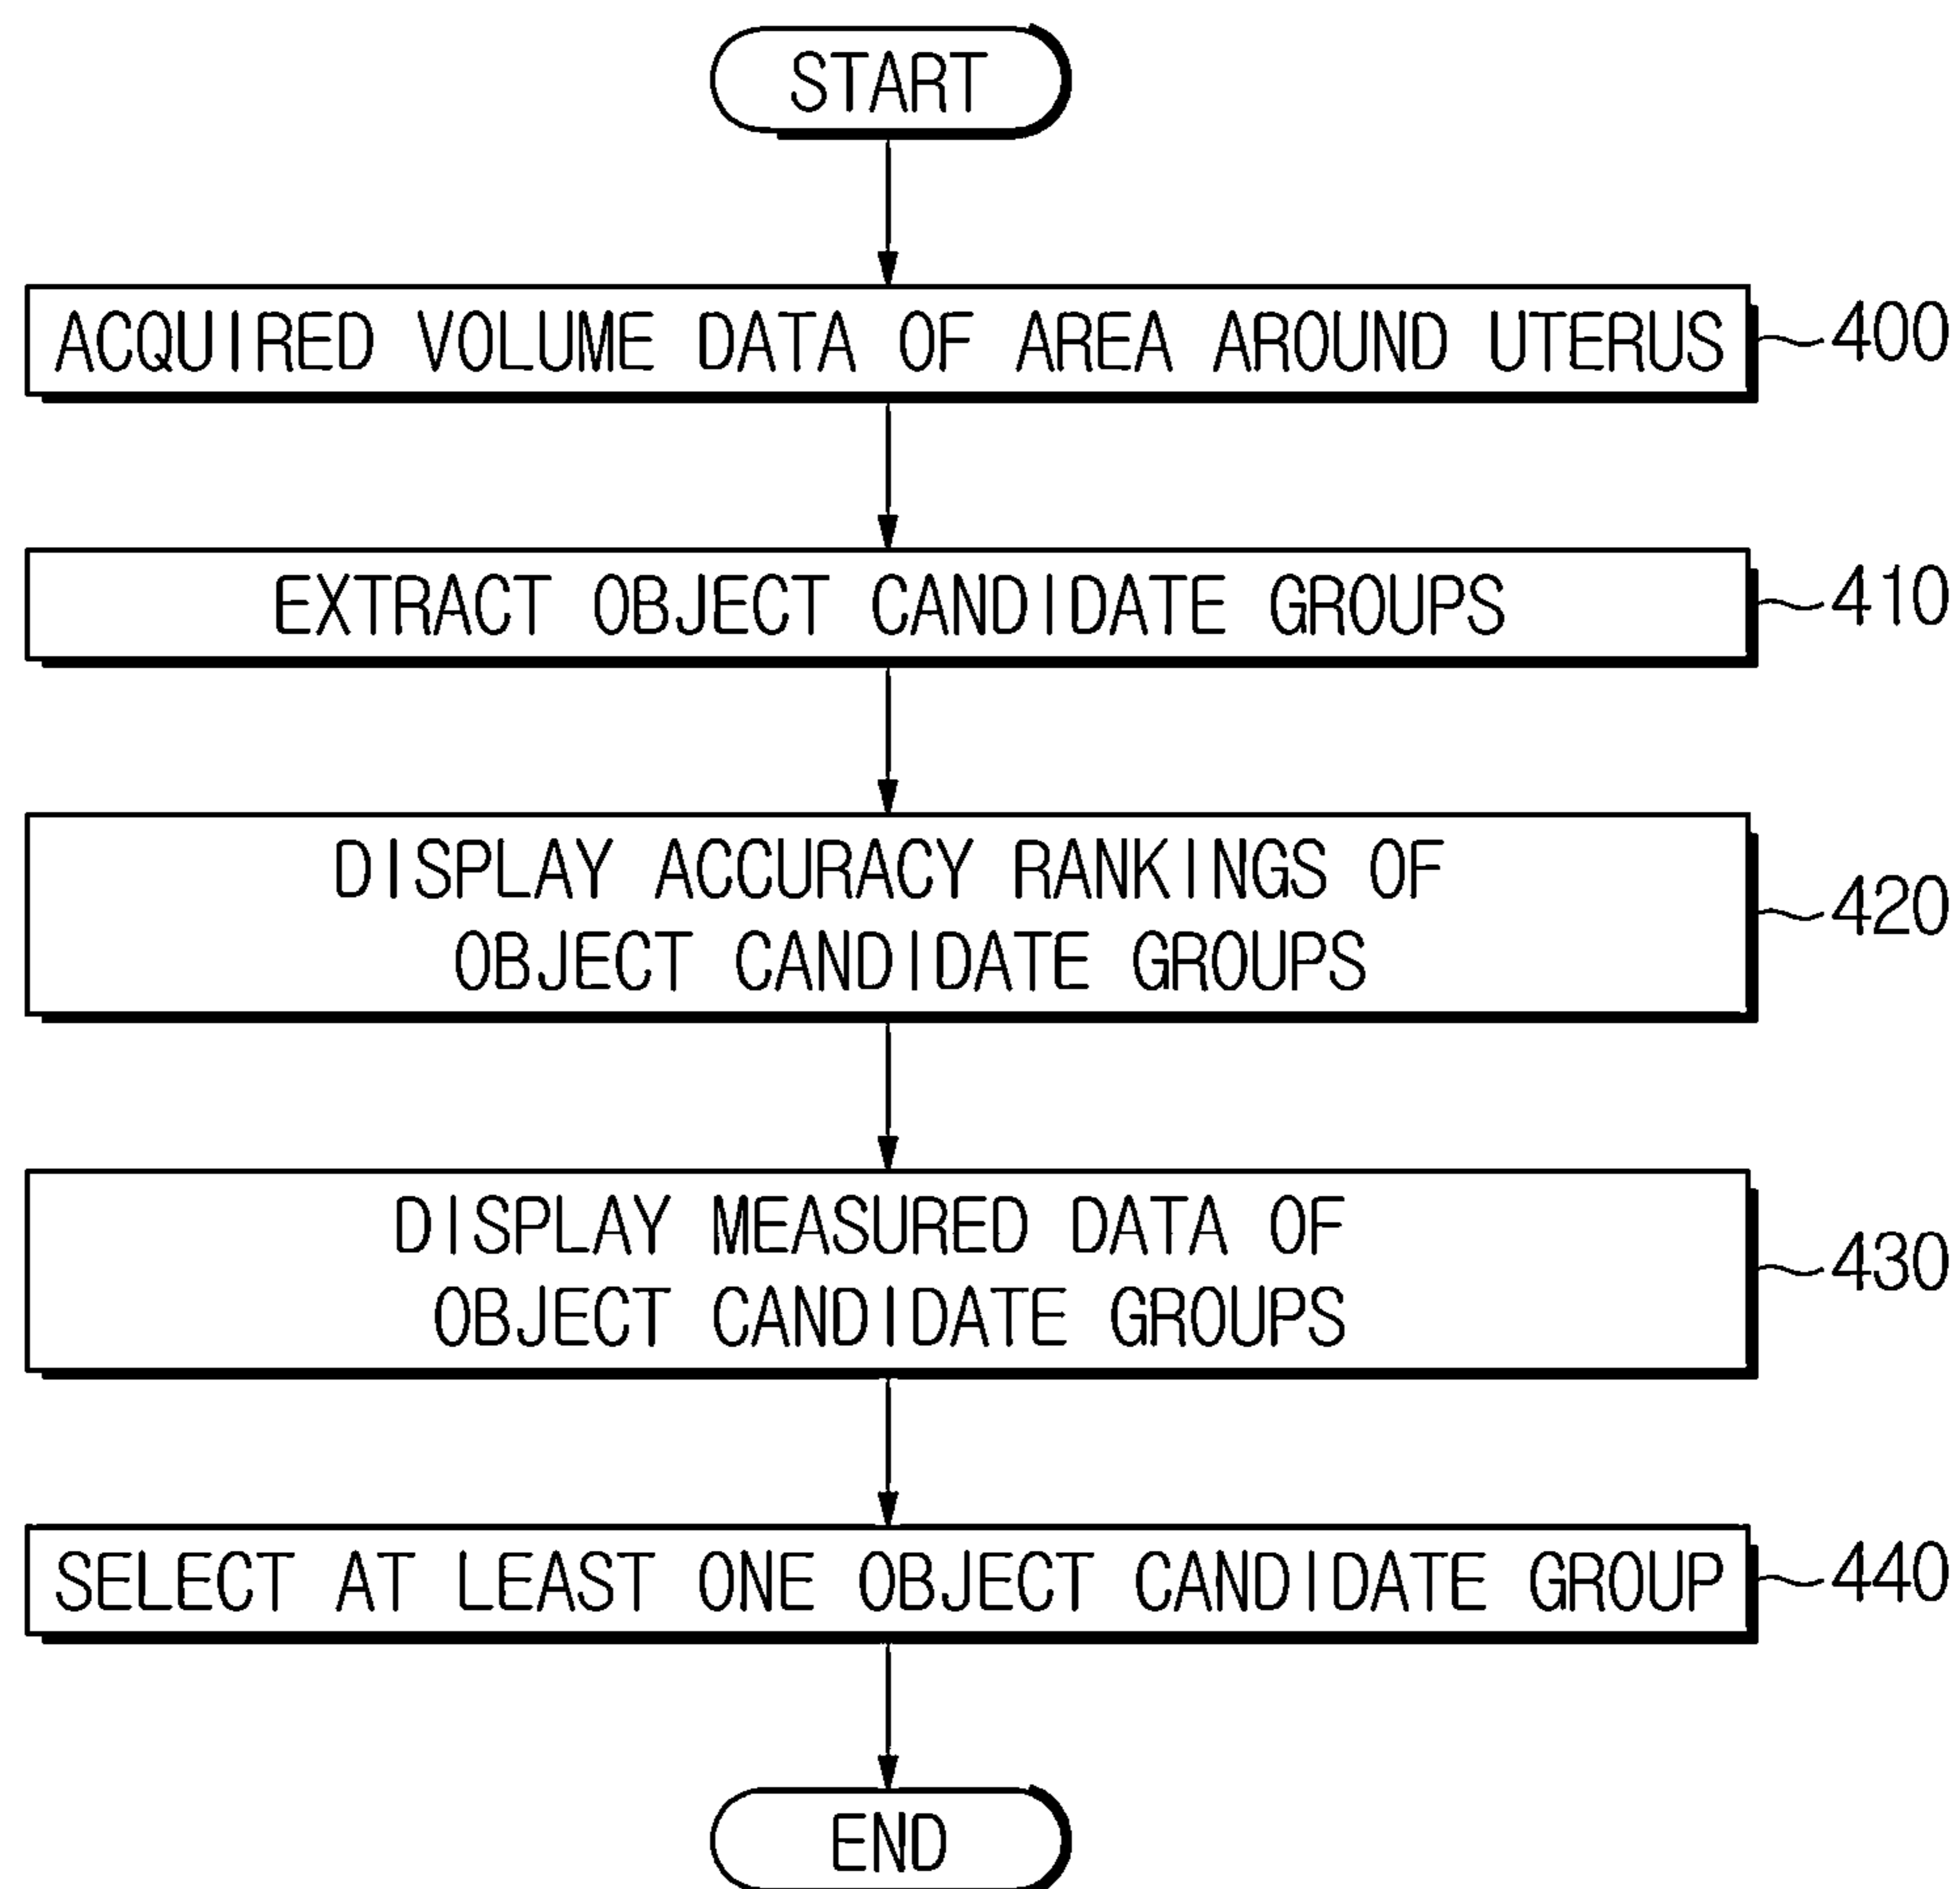 START
ACQUIRED VOLUME DATA OF AREA AROUND UTERUS
400
EXTRACT OBJECT CANDIDATE GROUPS
410
DISPLAY ACCURACY RANKINGS OF
OBJECT CANDIDATE GROUPS
420
DISPLAY MEASURED DATA OF
OBJECT CANDIDATE GROUPS
430
SELECT AT LEAST ONE OBJECT CANDIDATE GROUP
440
END